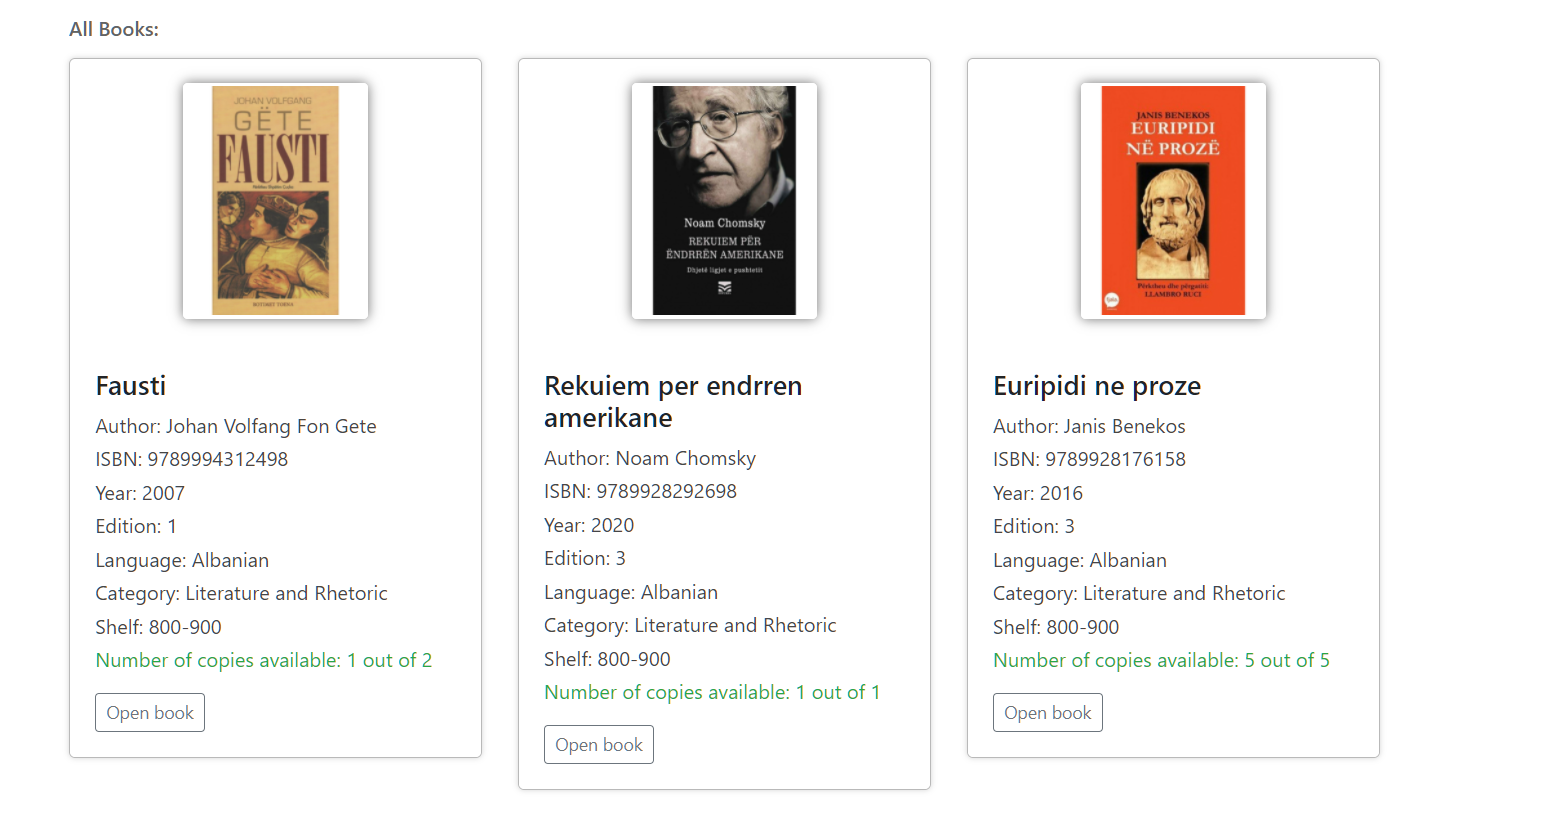 All Books:
JOHAN VOLFGANG
GËTE
FAUSTI
BOTIMET TOENA
Fausti
Author: Johan Volfang Fon Gete
ISBN: 9789994312498
Year: 2007
Edition: 1
Language: Albanian
Category: Literature and Rhetoric
Shelf: 800-900
Number of copies available: 1 out of 2
Open book
Noam Chomsky
REKUIEM PËR
ËNDRRËN AMERIKANE
Dhjetë ligjet e pushtetit
Rekuiem per endrren
amerikane
Author: Noam Chomsky
ISBN: 9789928292698
Year: 2020
Edition: 3
Language: Albanian
Category: Literature and Rhetoric
Shelf: 800-900
Number of copies available: 1 out of 1
Open book
JANIS BENEKOS
EURIPIDI
NË PROZË
Përktheu dhe përgatiti:
LLAMBRO RUCI
Euripidi ne proze
Author: Janis Benekos
ISBN: 9789928176158
Year: 2016
Edition: 3
Language: Albanian
Category: Literature and Rhetoric
Shelf: 800-900
Number of copies available: 5 out of 5
Open book